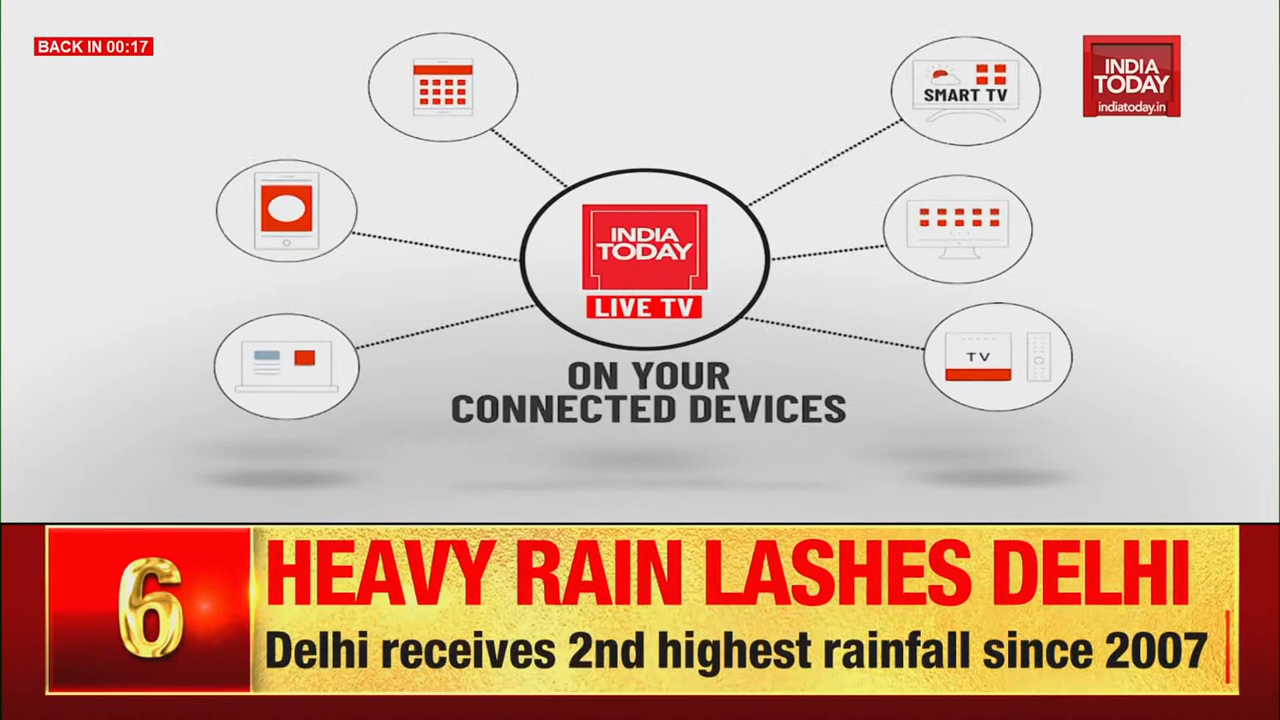 BACK IN 00:17
SMART TV
INDIA
TODAY
indiatoday.in
INDIA
TODAY
LIVE TV
TV
ON YOUR
CONNECTED DEVICES
6
HEAVY RAIN LASHES DELHI
Delhi receives 2nd highest rainfall since 2007